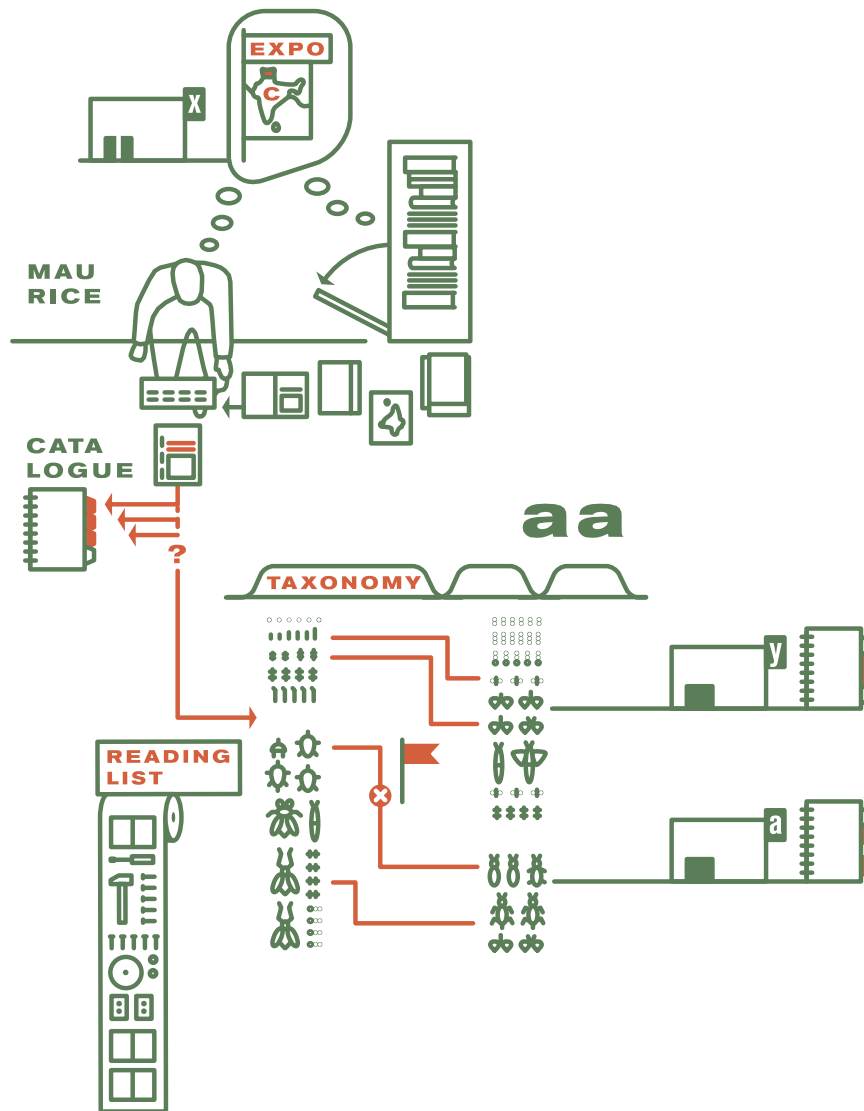 EXPO
C
X
MAU
RICE
CATA
LOGUE
?
aa
TAXONOMY
y
READING
LIST
a